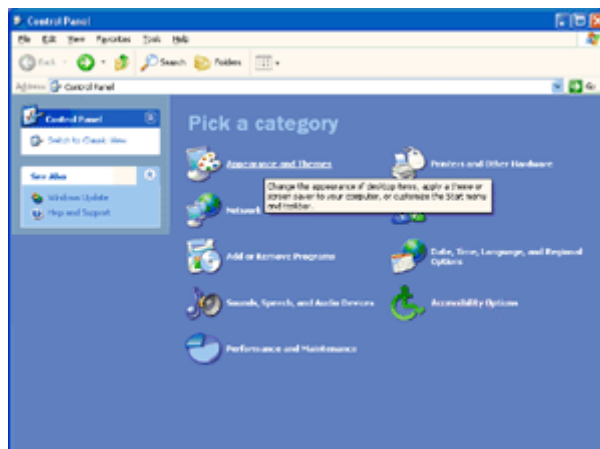 Control Panel
File Edit View Favorites Tools Help
Back Search Folders
Address Control Panel Go
Control Panel
Switch to Classic View
See Also
Windows Update
Help and Support
Pick a category
Appearance and Themes
Printers and Other Hardware
Change the appearance of desktop items, apply a theme or
screen saver to your computer, or customize the Start menu
and taskbar.
Network
Add or Remove Programs
Date, Time, Language, and Regional
Options
Sounds, Speech, and Audio Devices
Accessibility Options
Performance and Maintenance